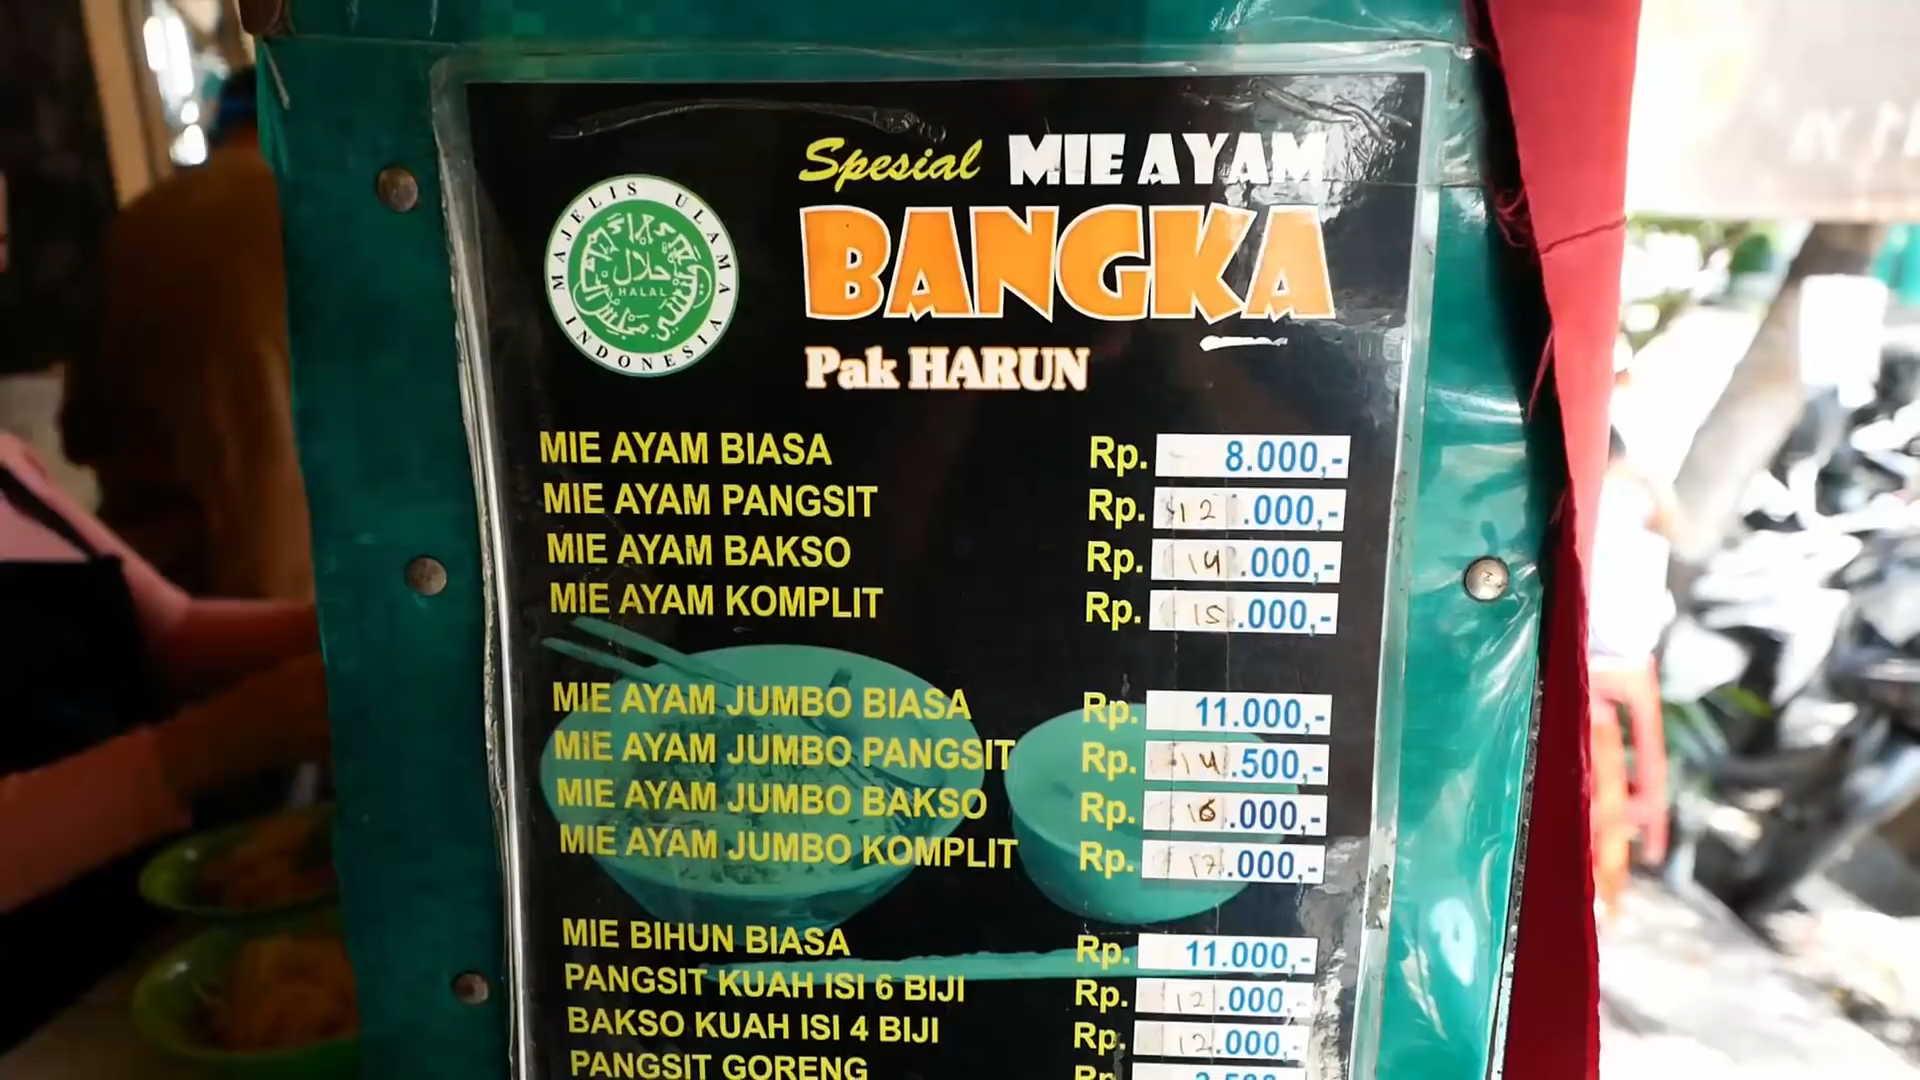 Spesial MIE AYAM
BANGKA
Pak HARUN
MAJELIS ULAMA INDONESIA
حلال
HALAL
MIE AYAM BIASA Rp. 8.000,-
MIE AYAM PANGSIT Rp. 12.000,-
MIE AYAM BAKSO Rp. 14.000,-
MIE AYAM KOMPLIT Rp. 15.000,-
MIE AYAM JUMBO BIASA Rp. 11.000,-
MIE AYAM JUMBO PANGSIT Rp. 14.500,-
MIE AYAM JUMBO BAKSO Rp. 16.000,-
MIE AYAM JUMBO KOMPLIT Rp. 17.000,-
MIE BIHUN BIASA Rp. 11.000,-
PANGSIT KUAH ISI 6 BIJI Rp. 12.000,-
BAKSO KUAH ISI 4 BIJI Rp. 12.000,-
PANGSIT GORENG Rp.